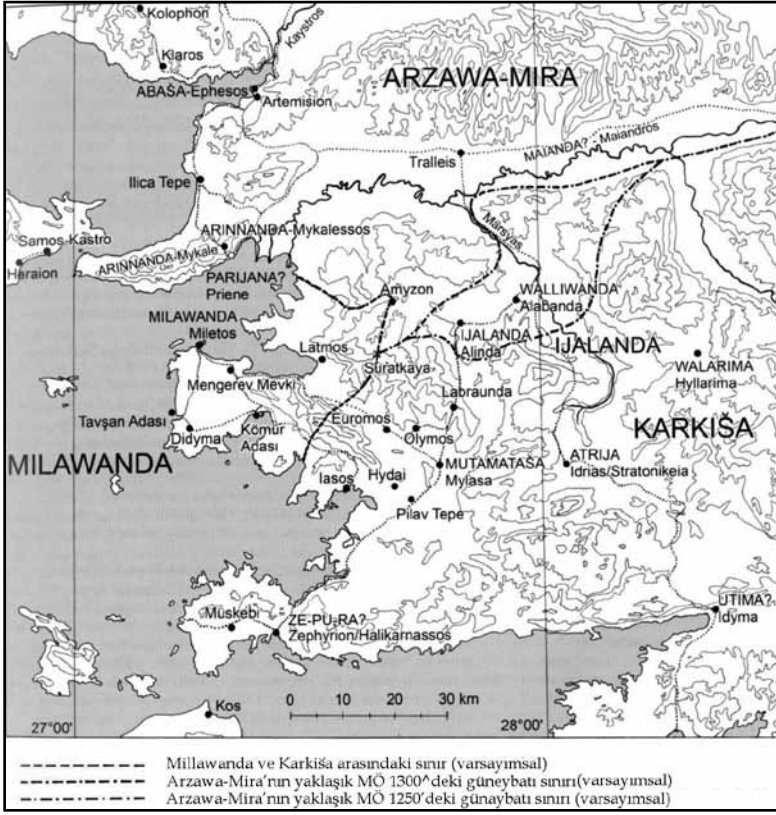 Kolophon
Kaystros
Klaros
ABAŠA-Ephesos
Artemision
ARZAWA-MIRA
Tralleis
MAIANDA? - Maiandros
Ilica Tepe
Marsyas
ARINNANDA-Mykalessos
Samos-Kastro
Heraion
ARINNANDA-Mykale
PARIJANA?
Priene
Amyzon
WALLIWANDA
Alabanda
MILAWANDA
Miletos
IJALANDA
Alinda
IJALANDA
Latmos
Suratkaya
WALARIMA
Hyllarima
Mengerev Mevki
Labraunda
Tavşan Adası
Didyma
Kömür
Adası
Euromos
Olymos
KARKIŠA
MILAWANDA
MUTAMATAŠA
Mylasa
ATRIJA
Idrias/Stratonikeia
Iasos
Hydai
Pilav Tepe
Müskebi
ZE-PU-RA?
Zephyrion/Halikarnassos
UTIMA?
Idyma
Kos
0 10 20 30 km
27°00' 28°00'
Millawanda ve Karkiša arasındaki sınır (varsayımsal)
Arzawa-Mira'nın yaklaşık MÖ 1300^deki güneybatı sınırı(varsayımsal)
Arzawa-Mira'nın yaklaşık MÖ 1250'deki günaybatı sınırı (varsayımsal)